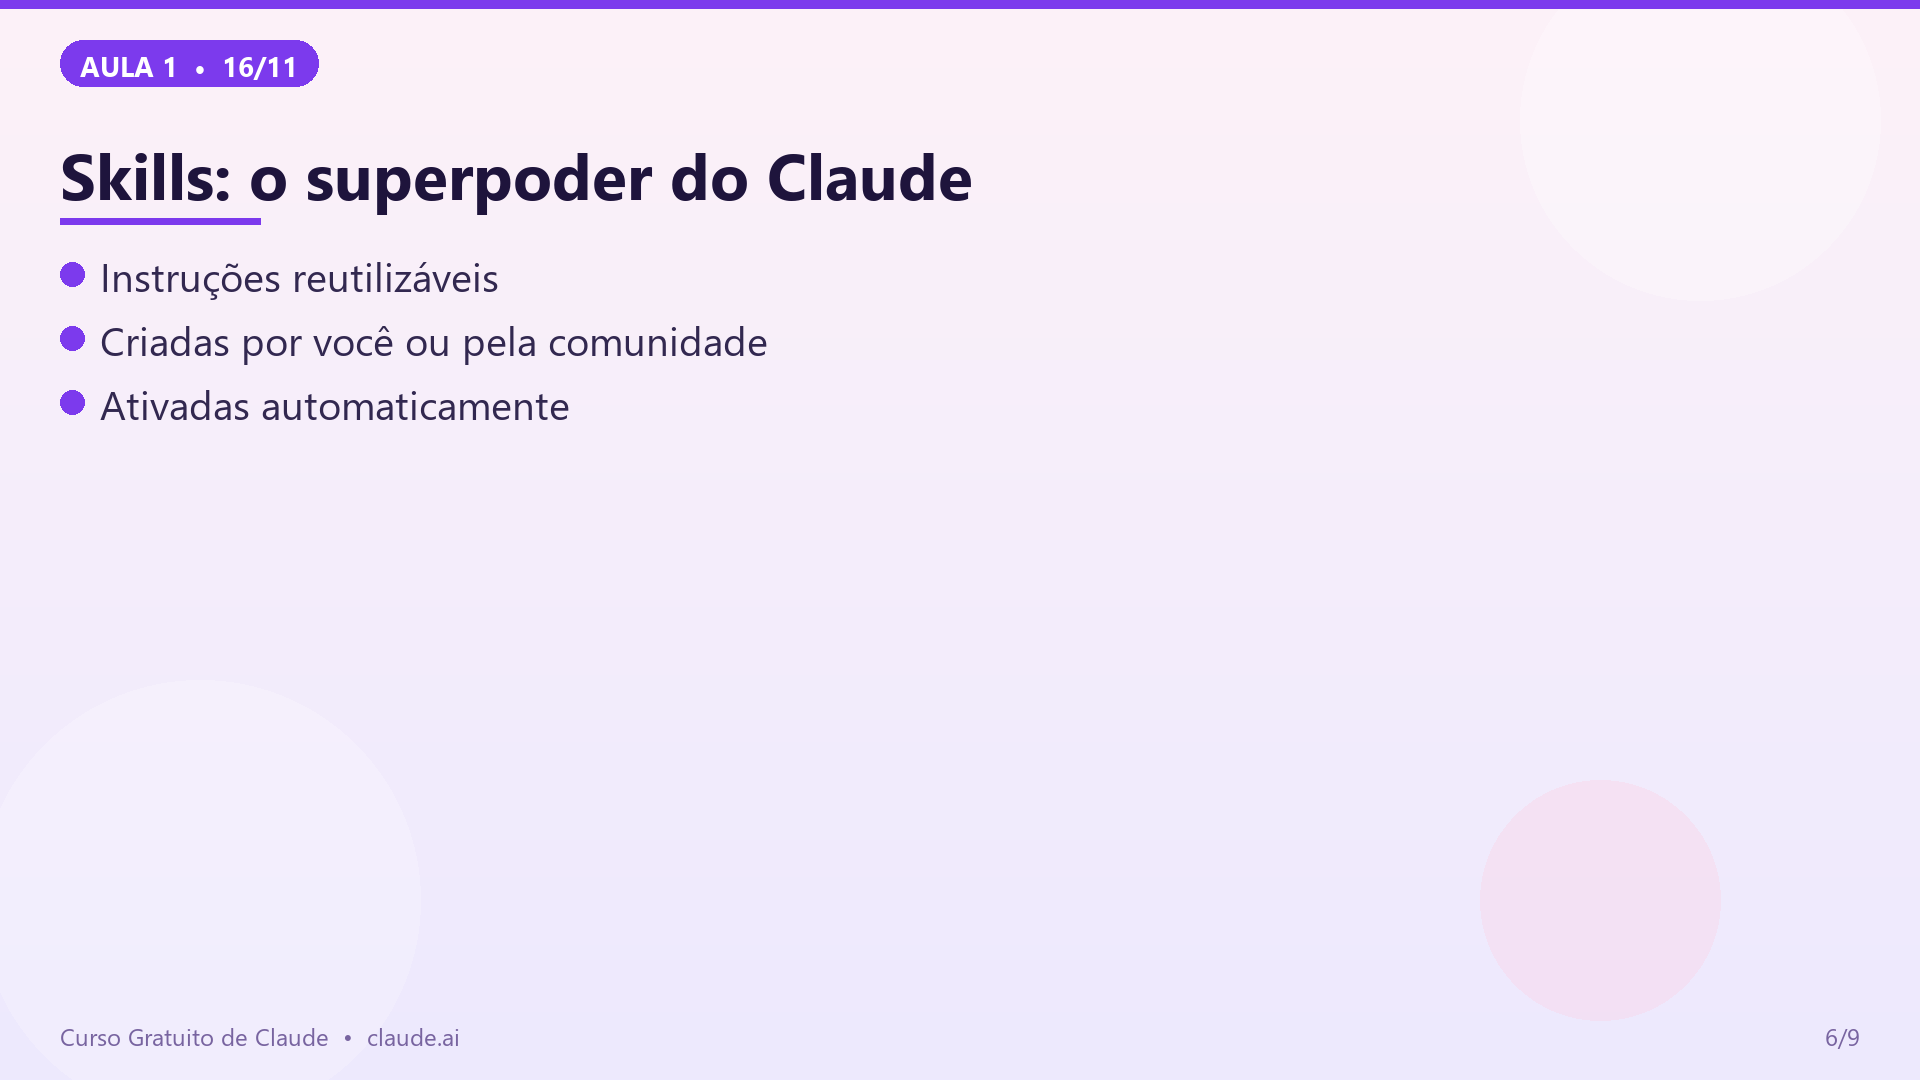 AULA 1 • 16/11
Skills: o superpoder do Claude
Instruções reutilizáveis
Criadas por você ou pela comunidade
Ativadas automaticamente
Curso Gratuito de Claude • claude.ai
6/9